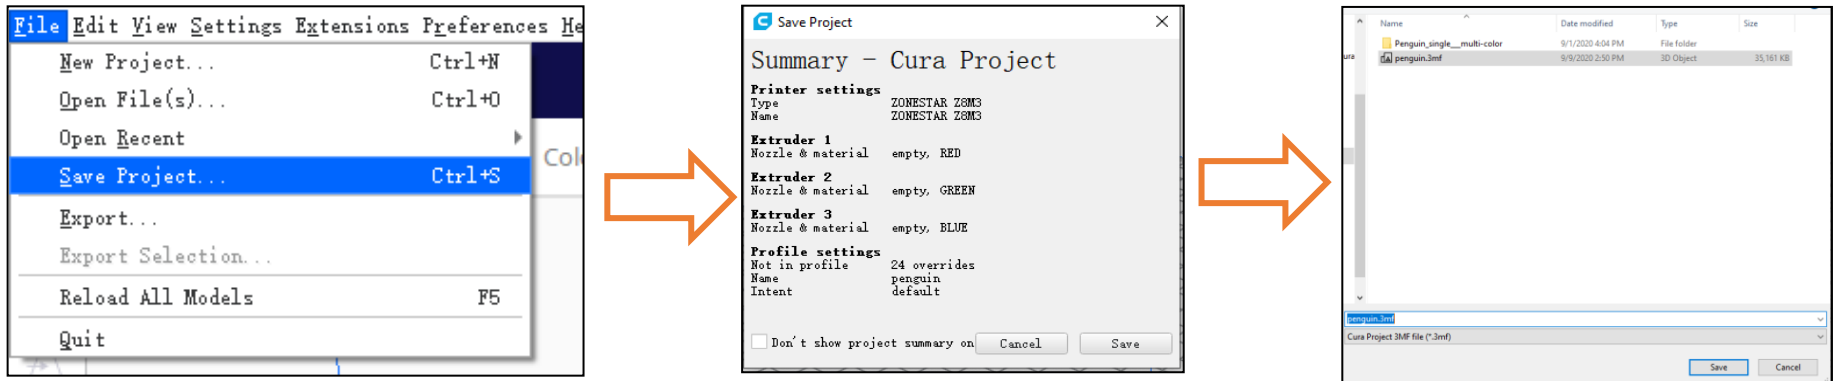 File Edit View Settings Extensions Preferences He
New Project... Ctrl+N
Open File(s)... Ctrl+O
Open Recent
Save Project... Ctrl+S
Export...
Export Selection...
Reload All Models F5
Quit
Colo
Save Project
Summary - Cura Project
Printer settings
Type ZONESTAR Z8M3
Name ZONESTAR Z8M3
Extruder 1
Nozzle & material empty, RED
Extruder 2
Nozzle & material empty, GREEN
Extruder 3
Nozzle & material empty, BLUE
Profile settings
Not in profile 24 overrides
Name penguin
Intent default
Don't show project summary on
Cancel Save
Name Date modified Type Size
Penguin_single__multi-color 9/1/2020 4:04 PM File folder
ura
penguin.3mf 9/9/2020 2:50 PM 3D Object 35,161 KB
penguin.3mf
Cura Project 3MF file (*.3mf)
Save Cancel